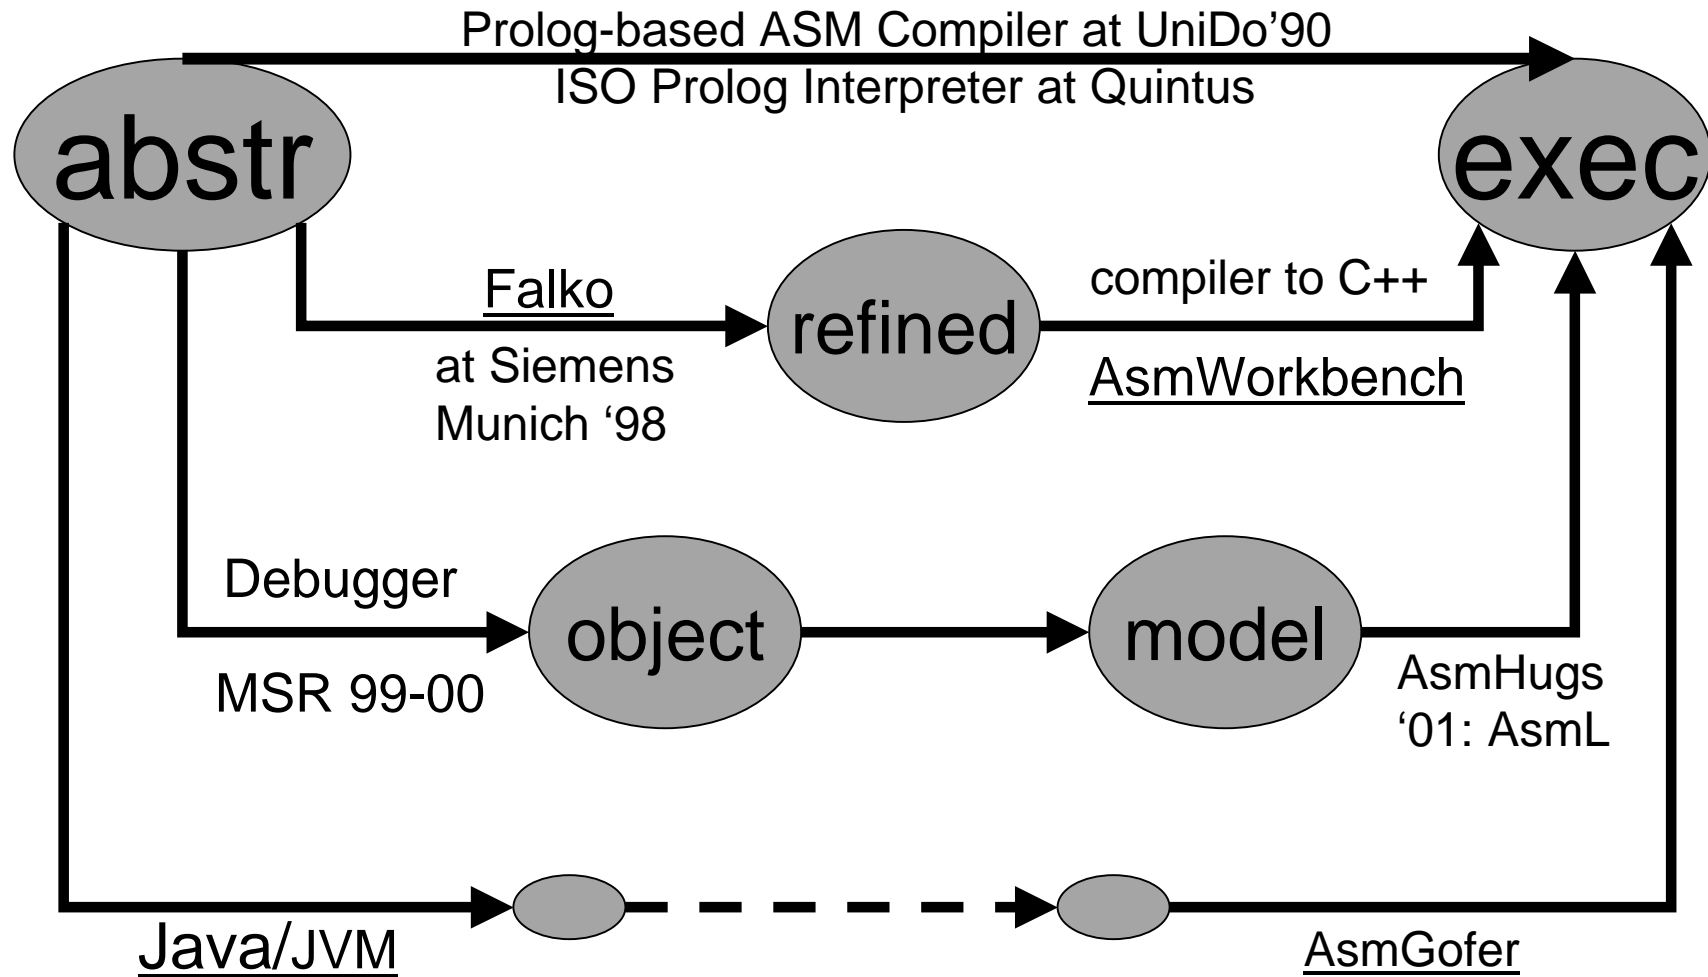 Prolog-based ASM Compiler at UniDo’90
ISO Prolog Interpreter at Quintus
abstr
exec
Falko
at Siemens
Munich ‘98
refined
compiler to C++
AsmWorkbench
Debugger
MSR 99-00
object
model
AsmHugs
‘01: AsmL
Java/JVM
AsmGofer